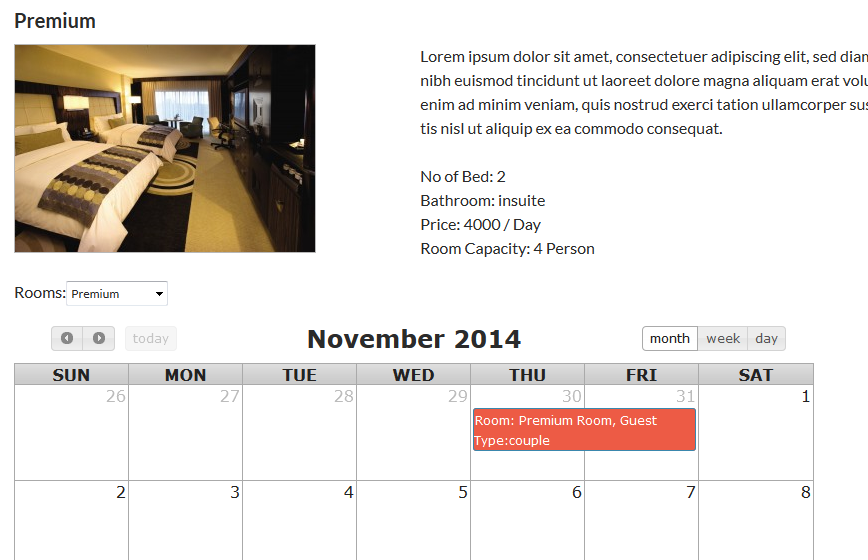 Premium
Lorem ipsum dolor sit amet, consectetuer adipiscing elit, sed diam
nibh euismod tincidunt ut laoreet dolore magna aliquam erat volu
enim ad minim veniam, quis nostrud exerci tation ullamcorper sus
tis nisl ut aliquip ex ea commodo consequat.
No of Bed: 2
Bathroom: insuite
Price: 4000 / Day
Room Capacity: 4 Person
Rooms: Premium
today November 2014 month week day
SUN MON TUE WED THU FRI SAT
26 27 28 29 30 31 1
Room: Premium Room, Guest
Type:couple
2 3 4 5 6 7 8